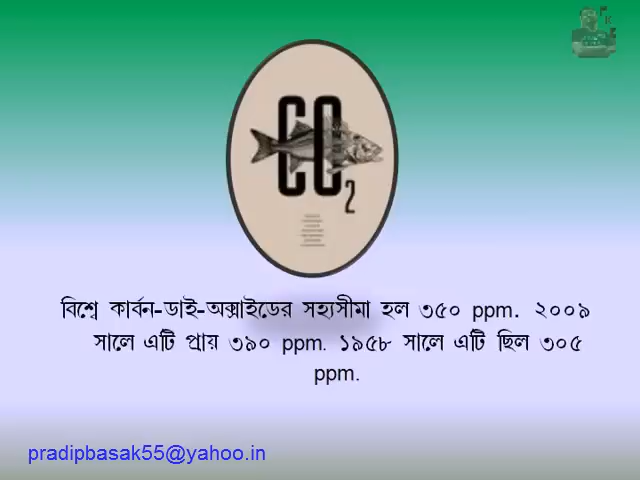 CO2
বিশ্বে কার্বন-ডাই-অক্সাইডের সহ্যসীমা হল ৩৫০ ppm. ২০০৯
সালে এটি প্রায় ৩৯০ ppm. ১৯৫৮ সালে এটি ছিল ৩০৫
ppm.
pradipbasak55@yahoo.in